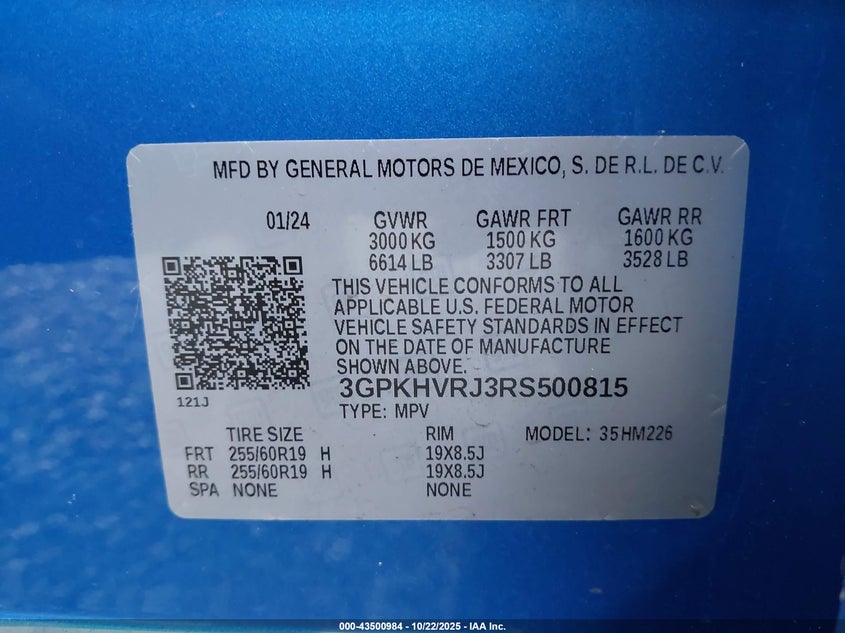 MFD BY GENERAL MOTORS DE MEXICO, S. DE R.L. DE C.V.
01/24 GVWR GAWR FRT GAWR RR
3000 KG 1500 KG 1600 KG
6614 LB 3307 LB 3528 LB
THIS VEHICLE CONFORMS TO ALL
APPLICABLE U.S. FEDERAL MOTOR
VEHICLE SAFETY STANDARDS IN EFFECT
ON THE DATE OF MANUFACTURE
SHOWN ABOVE.
121J
3GPKHVRJ3RS500815
TYPE: MPV
TIRE SIZE RIM MODEL: 35HM226
FRT 255/60R19 H 19X8.5J
RR 255/60R19 H 19X8.5J
SPA NONE NONE
000-43500984 - 10/22/2025 - IAA Inc.